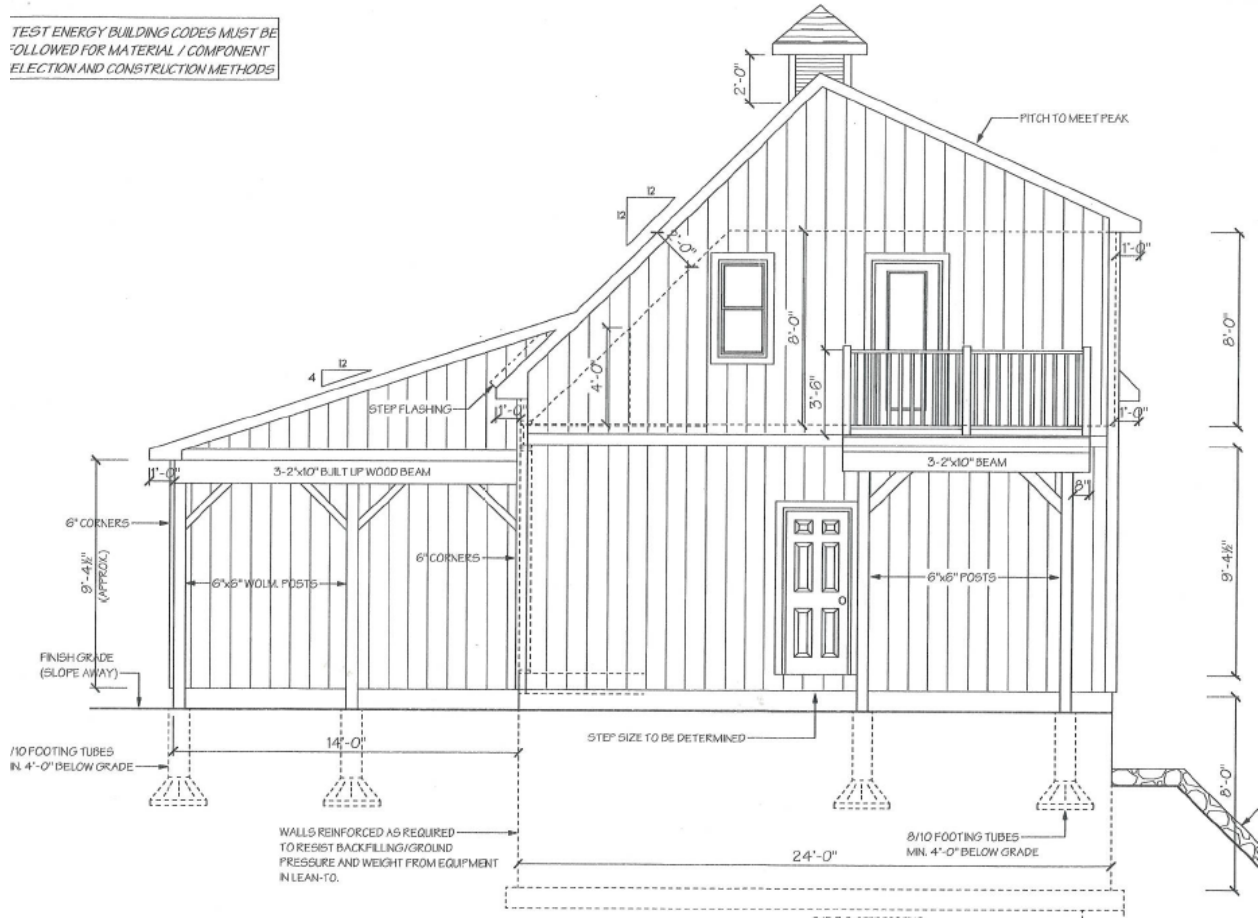 TEST ENERGY BUILDING CODES MUST BE
FOLLOWED FOR MATERIAL / COMPONENT
ELECTION AND CONSTRUCTION METHODS
2'-0"
PITCH TO MEET PEAK
12
12
2'-0"
1'-0"
8'-0"
8'-0"
12
4
4'-0"
3'-6"
STEP FLASHING
1'-0"
1'-0"
3-2"x10" BUILT UP WOOD BEAM
3-2"x10" BEAM
1'-0"
8"
6" CORNERS
6" CORNERS
9'-4½"
(APPROX.)
9'-4½"
6"x6" WOLM. POSTS
6"x6" POSTS
FINISH GRADE
(SLOPE AWAY)
14'-0"
STEP SIZE TO BE DETERMINED
/10 FOOTING TUBES
IN. 4'-0" BELOW GRADE
8'-0"
WALLS REINFORCED AS REQUIRED
TO RESIST BACKFILLING/GROUND
PRESSURE AND WEIGHT FROM EQUIPMENT
IN LEAN-TO.
8/10 FOOTING TUBES
MIN. 4'-0" BELOW GRADE
24'-0"